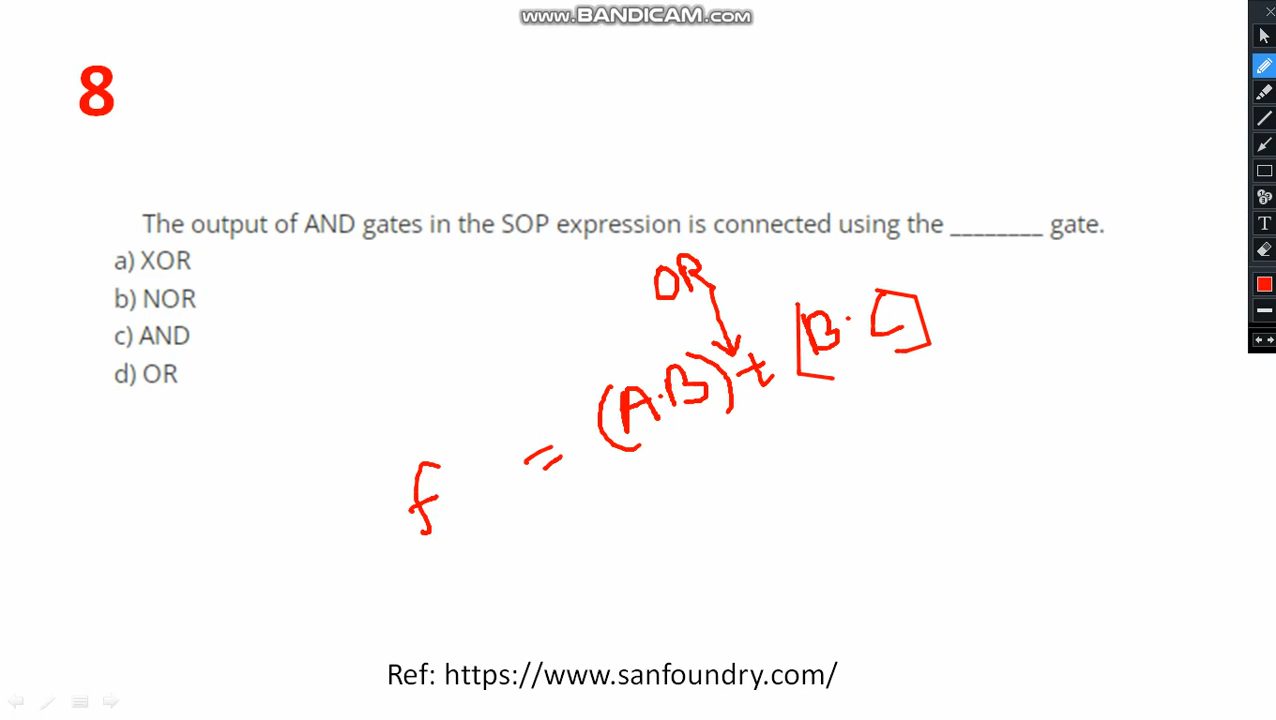 www.BANDICAM.com
8
The output of AND gates in the SOP expression is connected using the ________ gate.
a) XOR
b) NOR
c) AND
d) OR
OR
f = (A·B) + [B·C]
Ref: https://www.sanfoundry.com/
T